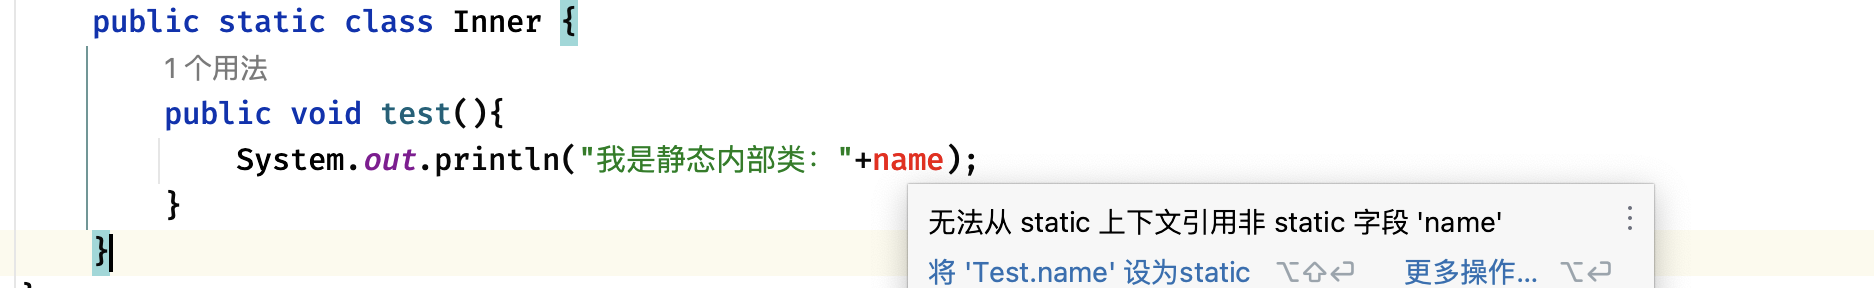 public static class Inner {
1 个用法
public void test(){
System.out.println("我是静态内部类："+name);
}
}
无法从 static 上下文引用非 static 字段 'name'
将 'Test.name' 设为static ⌥⇧⏎ 更多操作... ⌥⏎